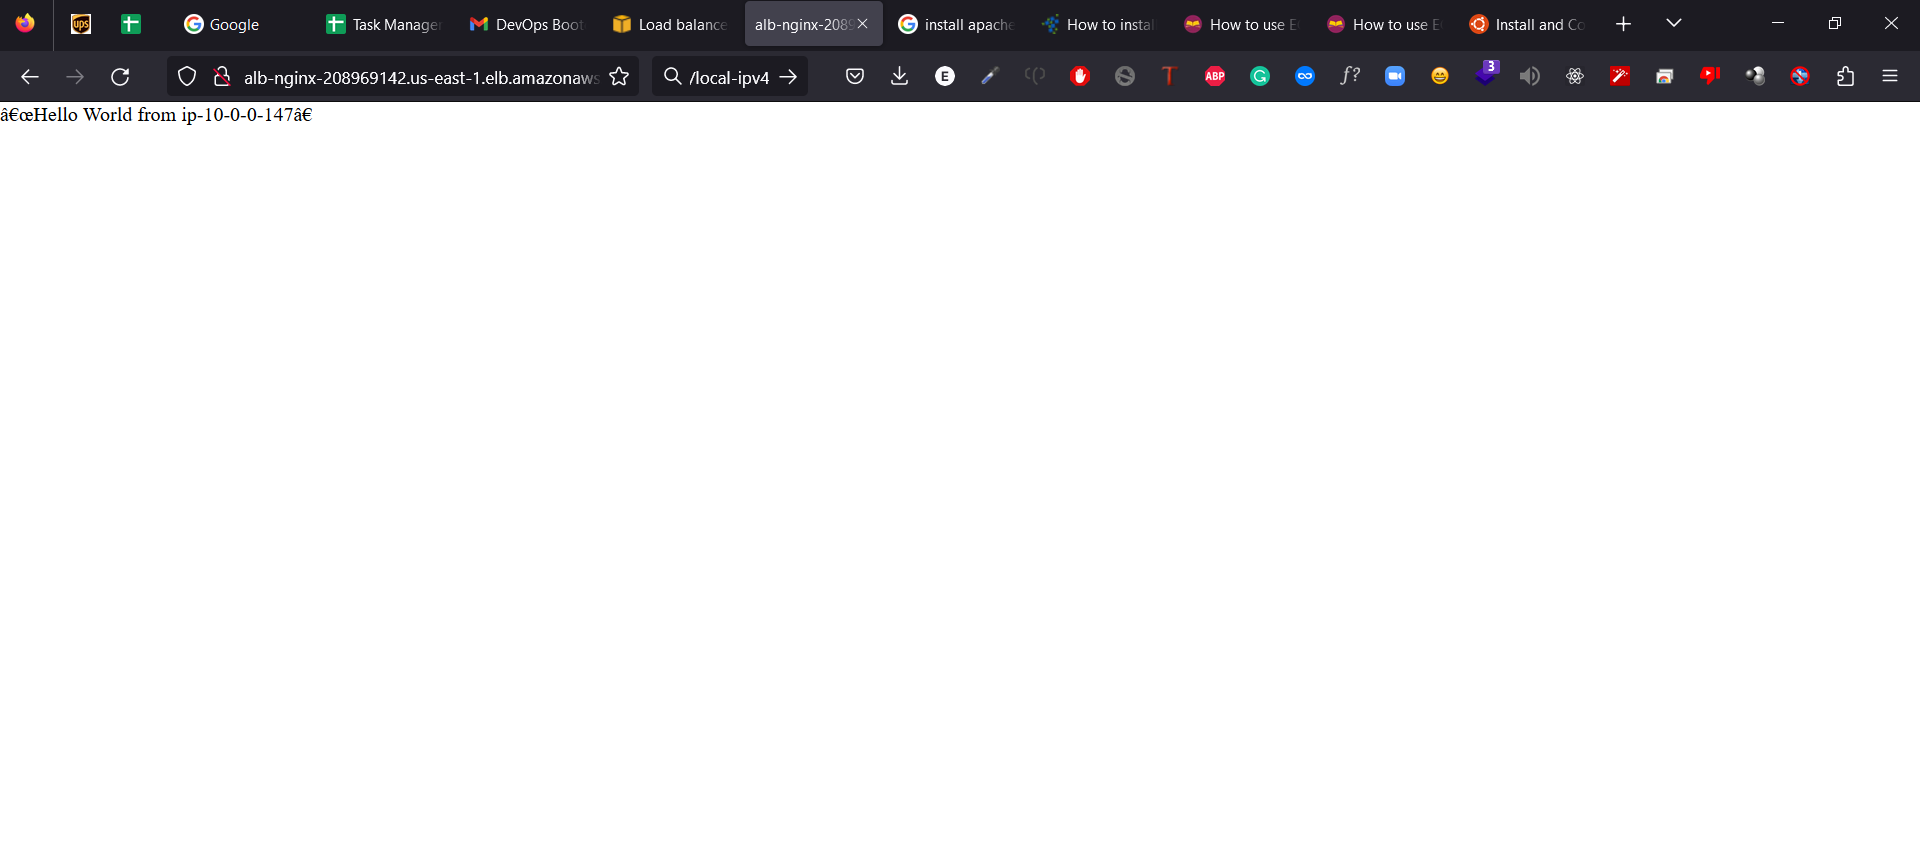 ups
Google
Task Manager
DevOps Boot
Load balance
alb-nginx-208
install apache
How to instal
How to use E
How to use E
Install and Co
alb-nginx-208969142.us-east-1.elb.amazonaws
/local-ipv4
E
T
ABP
G
f?
3
â€œHello World from ip-10-0-0-147â€